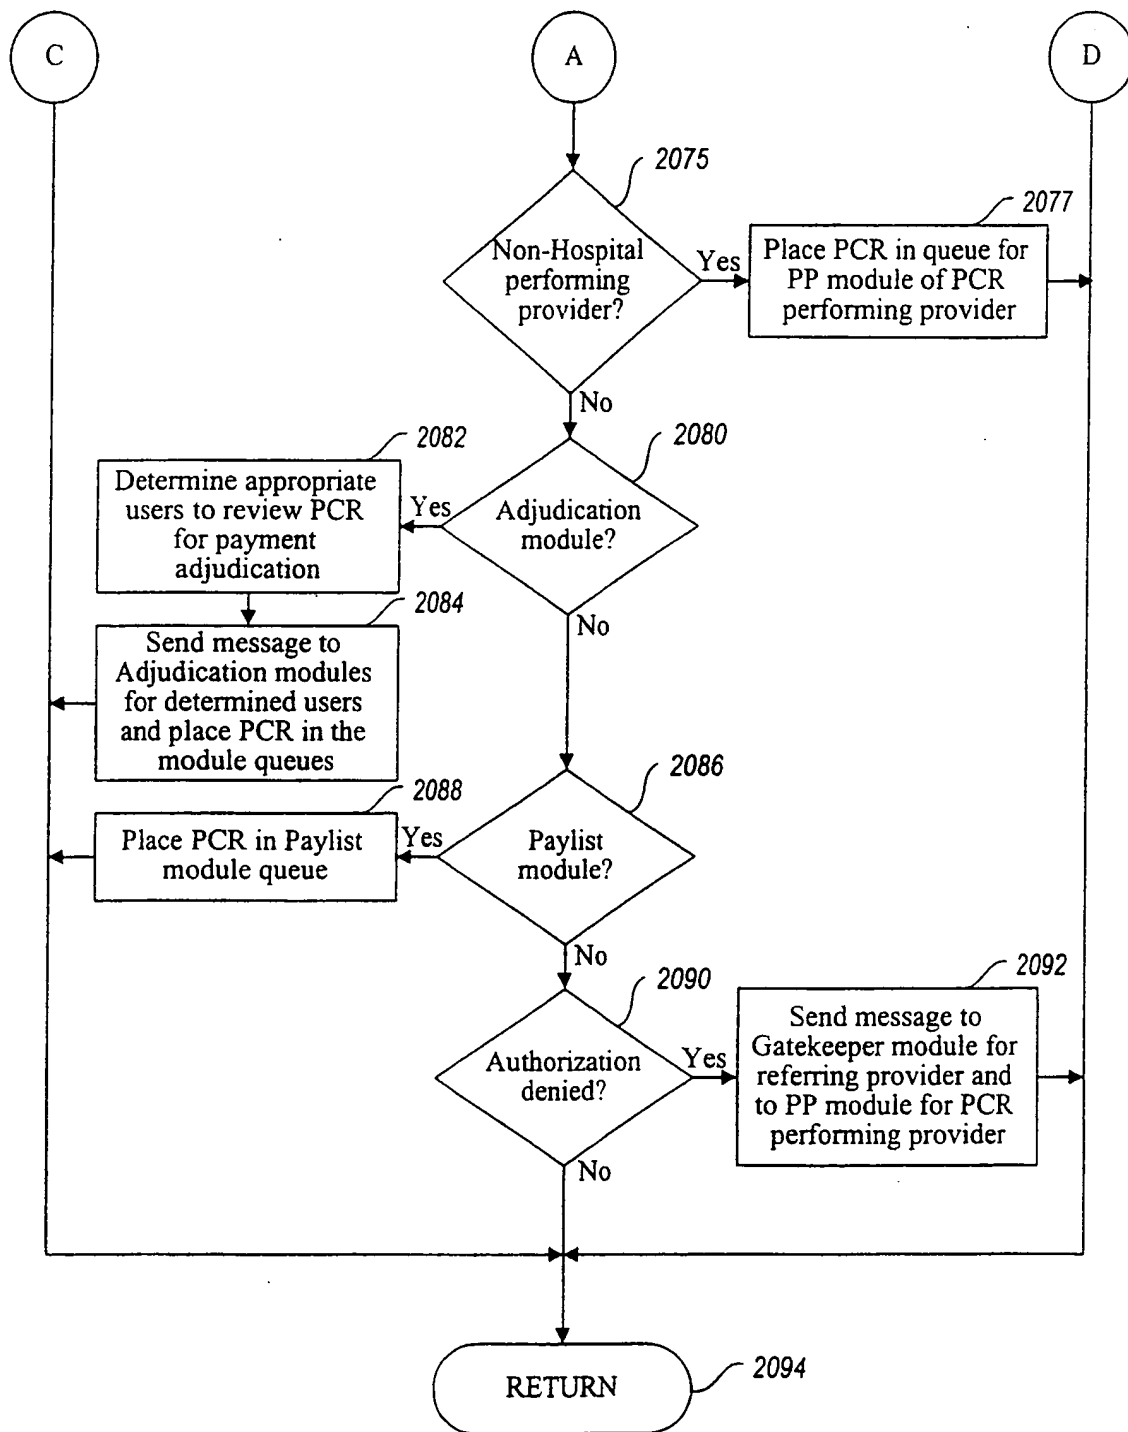 C
A
D
2075
2077
Non-Hospital
performing
provider?
Yes
Place PCR in queue for
PP module of PCR
performing provider
No
2082
2080
Determine appropriate
users to review PCR
for payment
adjudication
Yes
Adjudication
module?
2084
No
Send message to
Adjudication modules
for determined users
and place PCR in the
module queues
2086
2088
Place PCR in Paylist
module queue
Yes
Paylist
module?
No
2090
2092
Authorization
denied?
Yes
Send message to
Gatekeeper module for
referring provider and
to PP module for PCR
performing provider
No
RETURN
2094